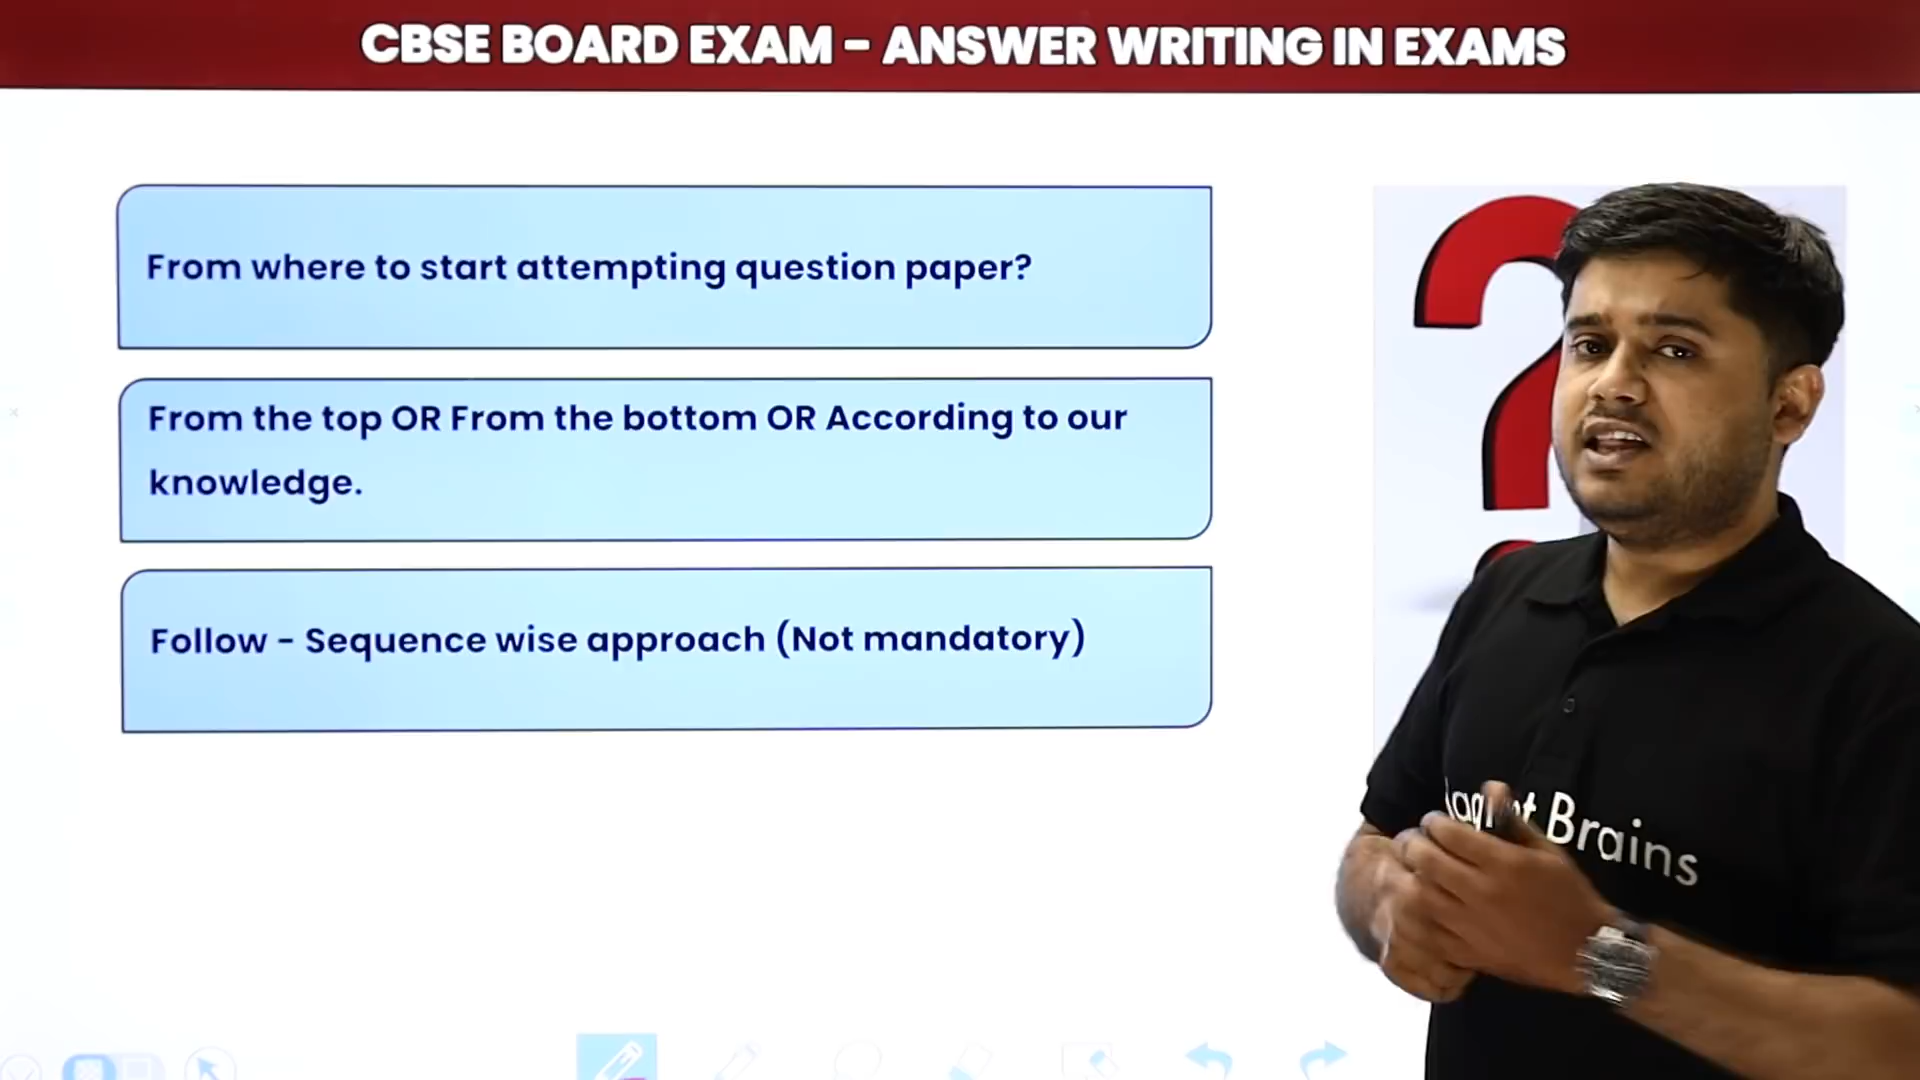 CBSE BOARD EXAM - ANSWER WRITING IN EXAMS
From where to start attempting question paper?
From the top OR From the bottom OR According to our
knowledge.
Follow - Sequence wise approach (Not mandatory)
Brains